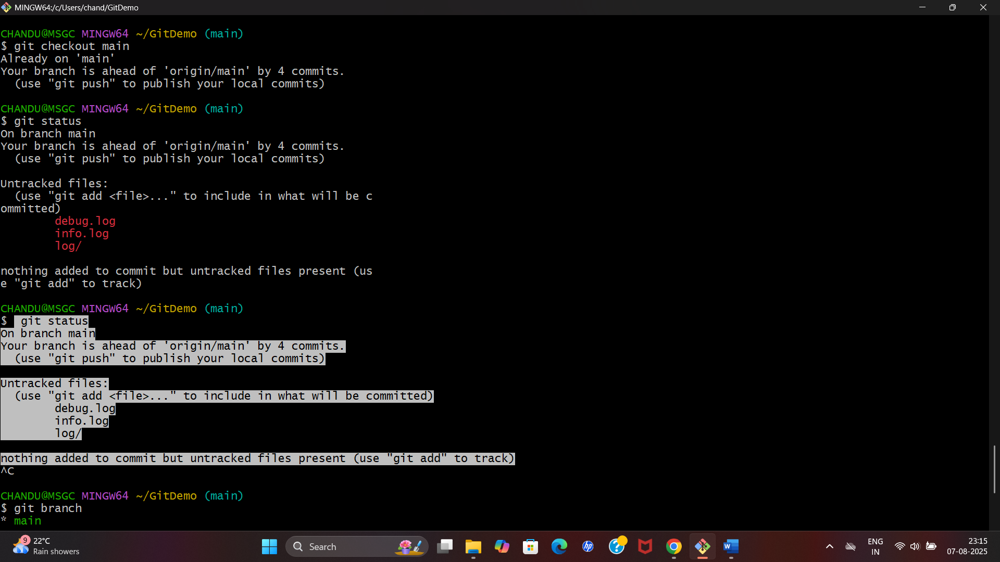 MINGW64:/c/Users/chand/GitDemo
CHANDU@MSGC MINGW64 ~/GitDemo (main)
$ git checkout main
Already on 'main'
Your branch is ahead of 'origin/main' by 4 commits.
  (use "git push" to publish your local commits)

CHANDU@MSGC MINGW64 ~/GitDemo (main)
$ git status
On branch main
Your branch is ahead of 'origin/main' by 4 commits.
  (use "git push" to publish your local commits)

Untracked files:
  (use "git add <file>..." to include in what will be c
ommitted)
        debug.log
        info.log
        log/

nothing added to commit but untracked files present (us
e "git add" to track)

CHANDU@MSGC MINGW64 ~/GitDemo (main)
$  git status
On branch main
Your branch is ahead of 'origin/main' by 4 commits.
  (use "git push" to publish your local commits)

Untracked files:
  (use "git add <file>..." to include in what will be committed)
        debug.log
        info.log
        log/

nothing added to commit but untracked files present (use "git add" to track)
^C

CHANDU@MSGC MINGW64 ~/GitDemo (main)
$ git branch
* main
9
22°C
Rain showers
Search
hp
?
W
ENG
IN
23:15
07-08-2025